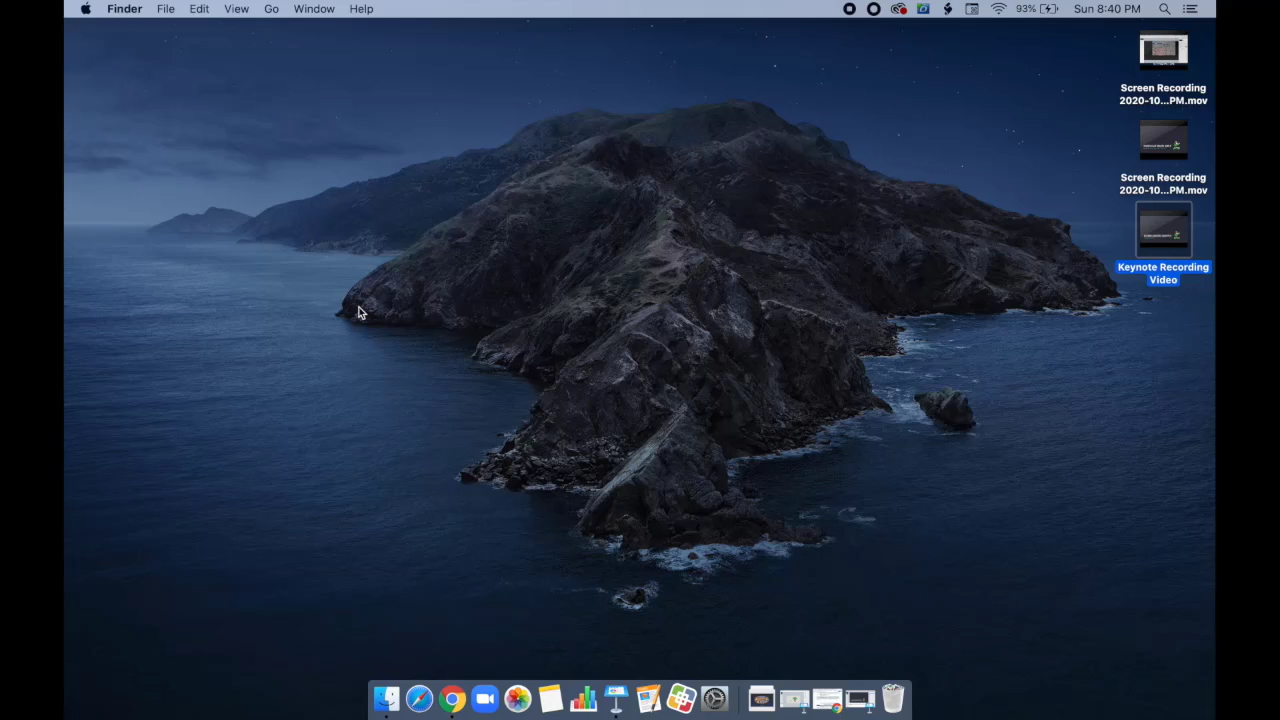 Finder File Edit View Go Window Help 93% Sun 8:40 PM
Screen Recording
2020-10...PM.mov
Screen Recording
2020-10...PM.mov
Keynote Recording
Video